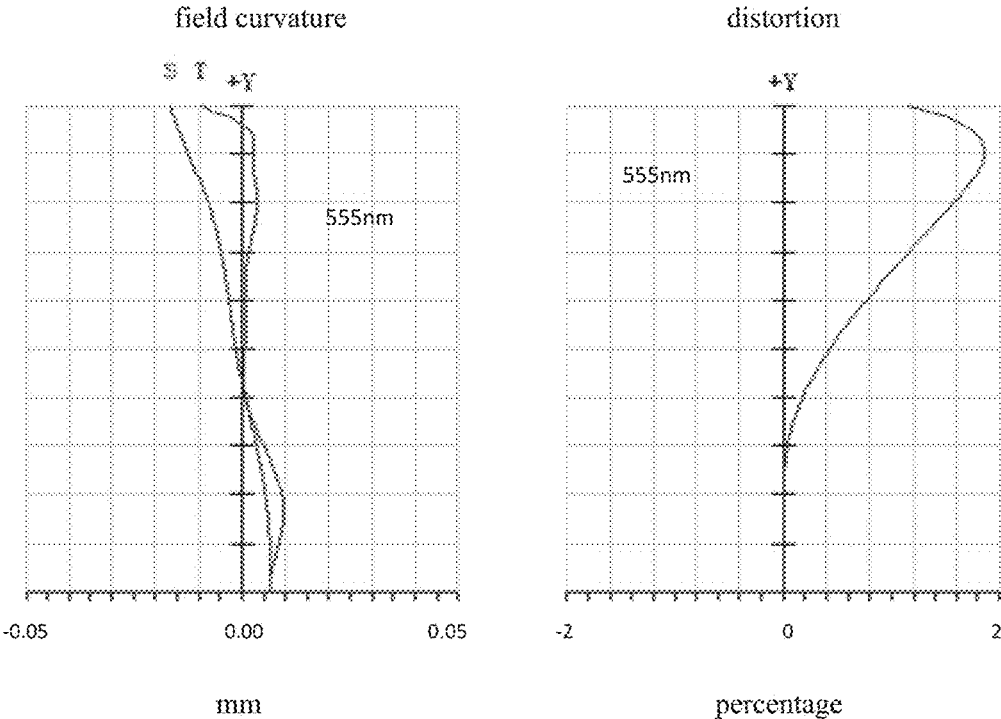 field curvature
distortion
S T +Y
+Y
555nm
555nm
-0.05 0.00 0.05
-2 0 2
mm
percentage